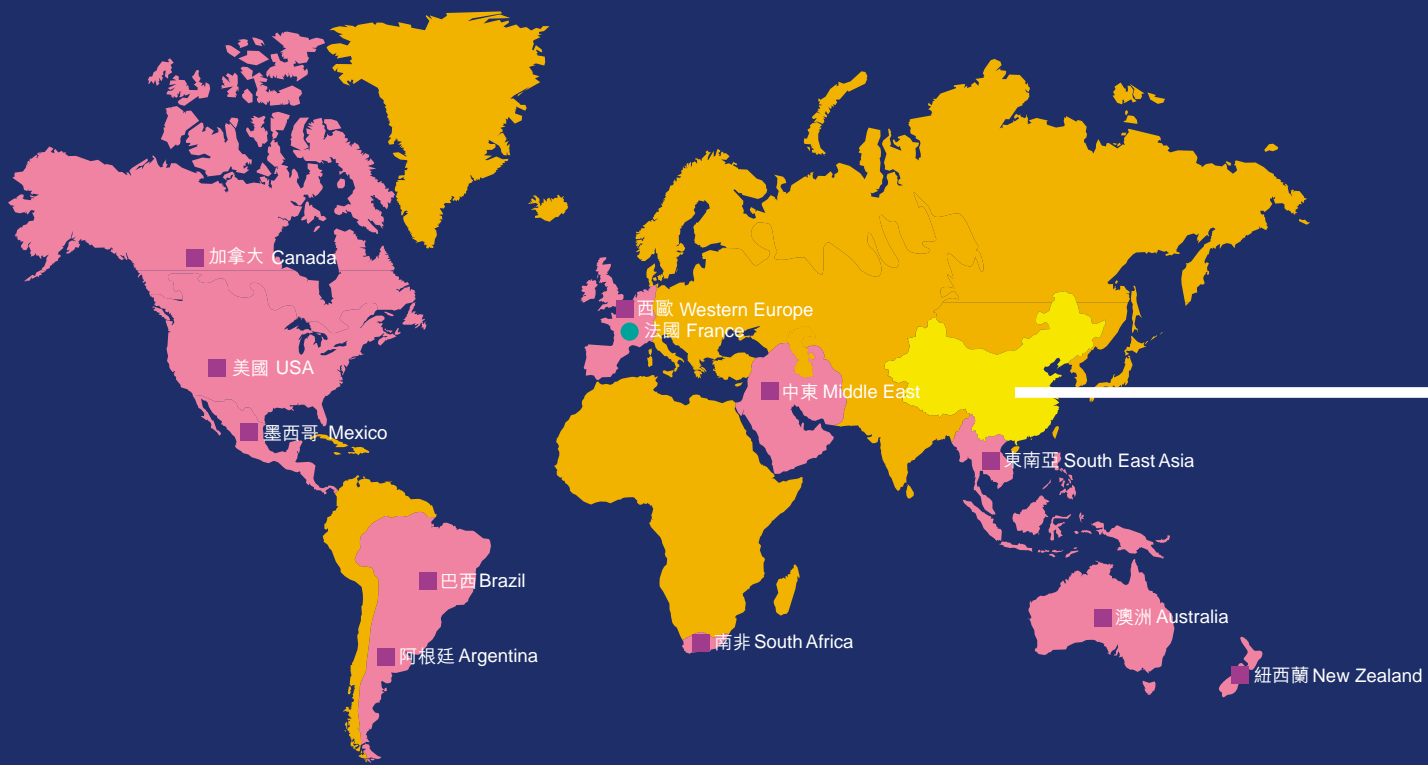 加拿大 Canada
西歐 Western Europe
法國 France
美國 USA
中東 Middle East
墨西哥 Mexico
東南亞 South East Asia
巴西 Brazil
澳洲 Australia
南非 South Africa
阿根廷 Argentina
紐西蘭 New Zealand